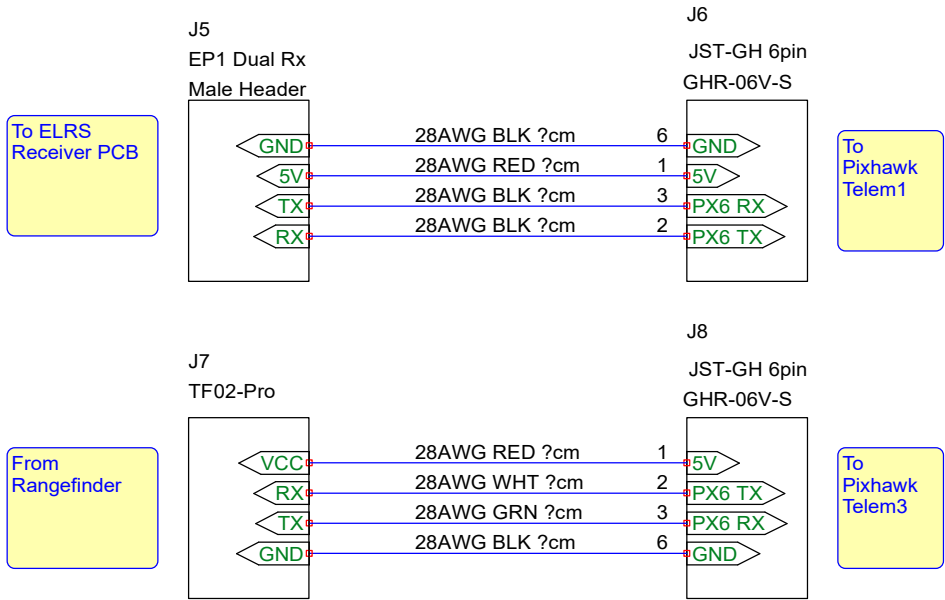 J5
EP1 Dual Rx
Male Header
J6
JST-GH 6pin
GHR-06V-S
To ELRS
Receiver PCB
To
Pixhawk
Telem1
GND 28AWG BLK ?cm 6 GND
5V 28AWG RED ?cm 1 5V
TX 28AWG BLK ?cm 3 PX6 RX
RX 28AWG BLK ?cm 2 PX6 TX
J7
TF02-Pro
J8
JST-GH 6pin
GHR-06V-S
From
Rangefinder
To
Pixhawk
Telem3
VCC 28AWG RED ?cm 1 5V
RX 28AWG WHT ?cm 2 PX6 TX
TX 28AWG GRN ?cm 3 PX6 RX
GND 28AWG BLK ?cm 6 GND